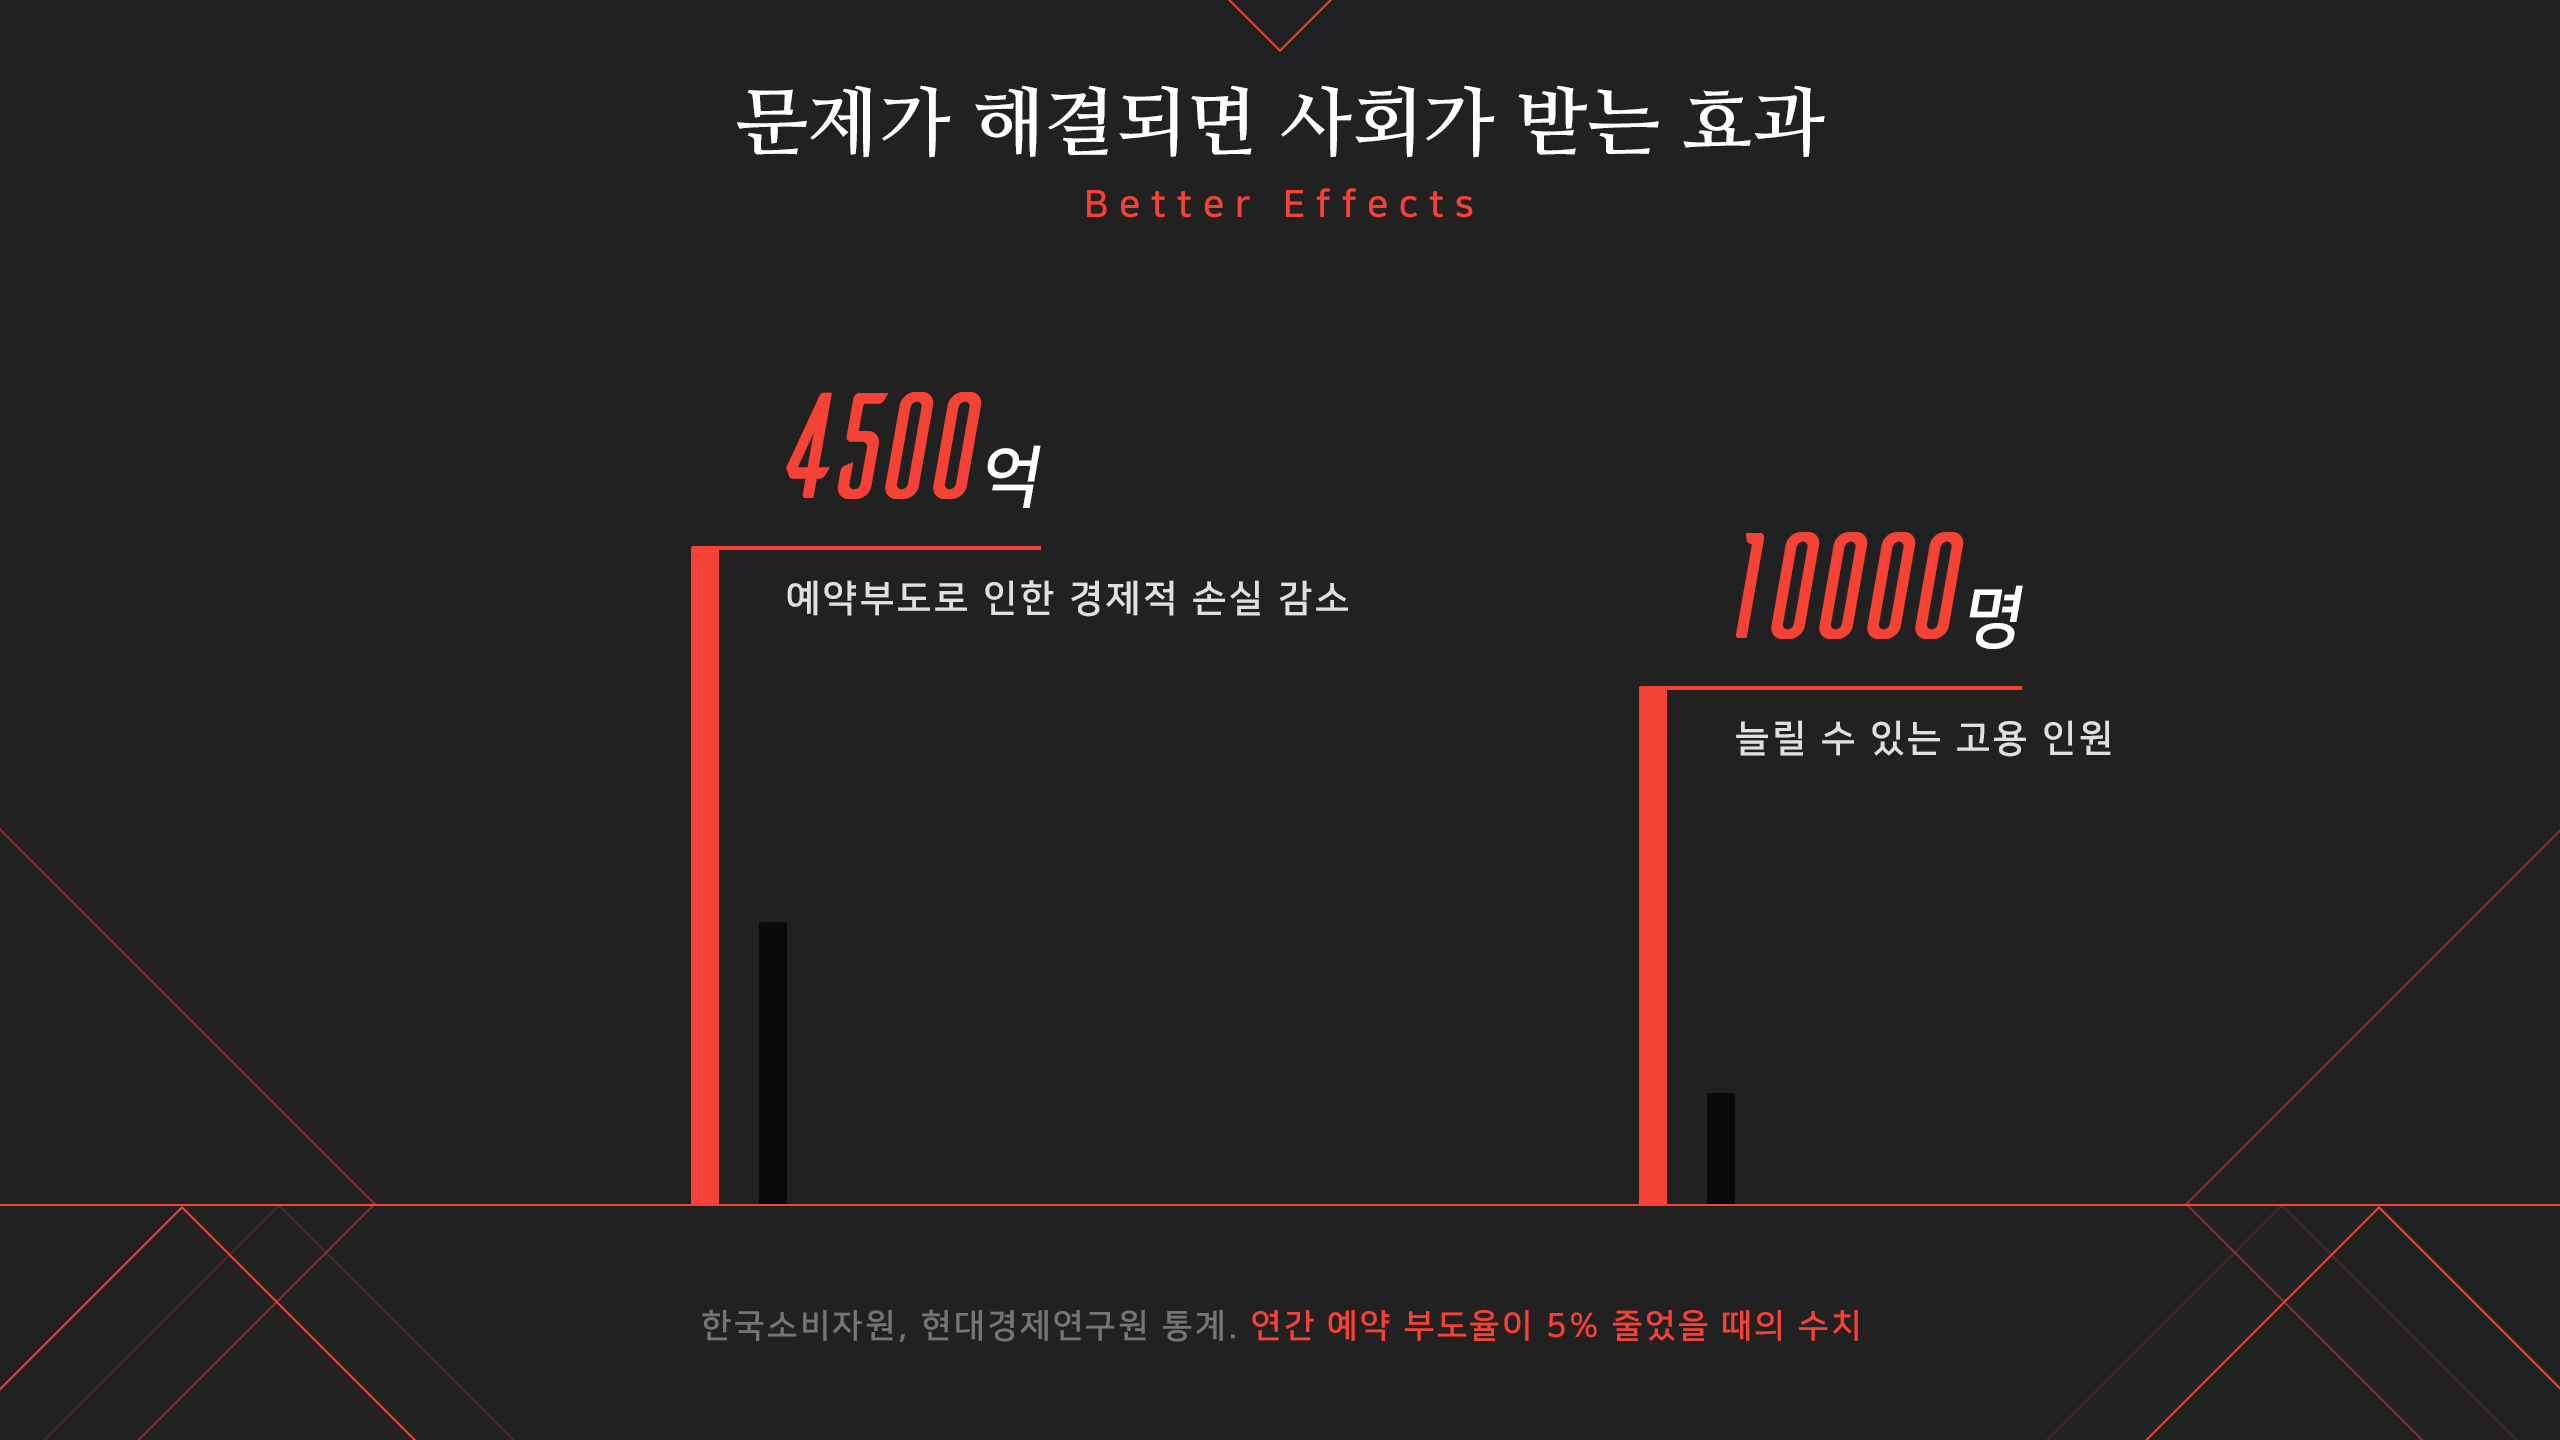 문제가 해결되면 사회가 받는 효과
Better Effects
4500억
예약부도로 인한 경제적 손실 감소
10000명
늘릴 수 있는 고용 인원
한국소비자원, 현대경제연구원 통계. 연간 예약 부도율이 5% 줄었을 때의 수치